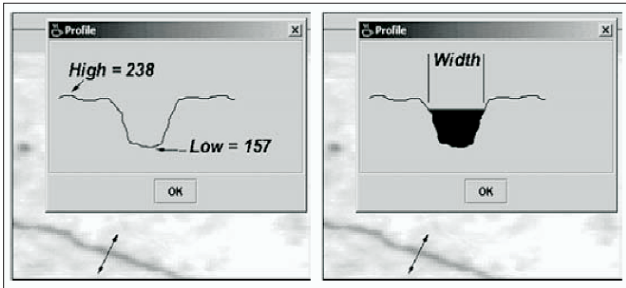 Profile
High = 238
Low = 157
OK
Profile
Width
OK